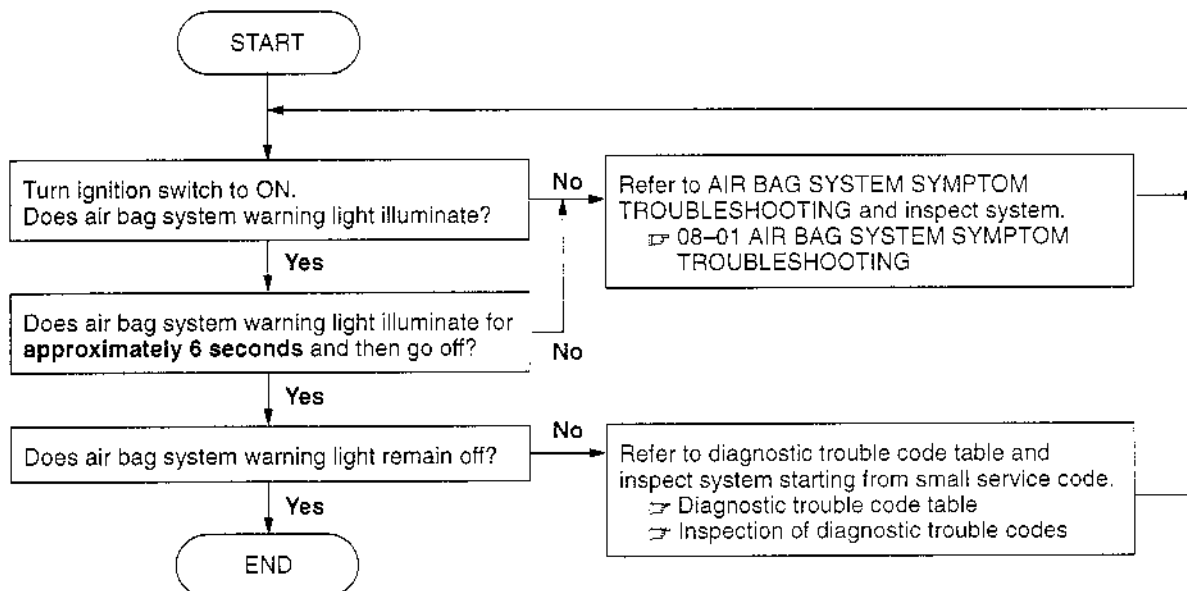 START
Turn ignition switch to ON.
Does air bag system warning light illuminate?
No
Refer to AIR BAG SYSTEM SYMPTOM
TROUBLESHOOTING and inspect system.
☞ 08–01 AIR BAG SYSTEM SYMPTOM
TROUBLESHOOTING
Yes
Does air bag system warning light illuminate for
approximately 6 seconds and then go off?
No
Yes
Does air bag system warning light remain off?
No
Refer to diagnostic trouble code table and
inspect system starting from small service code.
☞ Diagnostic trouble code table
☞ Inspection of diagnostic trouble codes
Yes
END